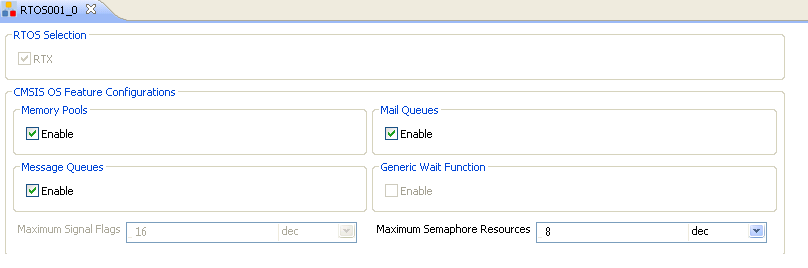 RTOS001_0
RTOS Selection
RTX
CMSIS OS Feature Configurations
Memory Pools
Enable
Mail Queues
Enable
Message Queues
Enable
Generic Wait Function
Enable
Maximum Signal Flags 16 dec
Maximum Semaphore Resources 8 dec